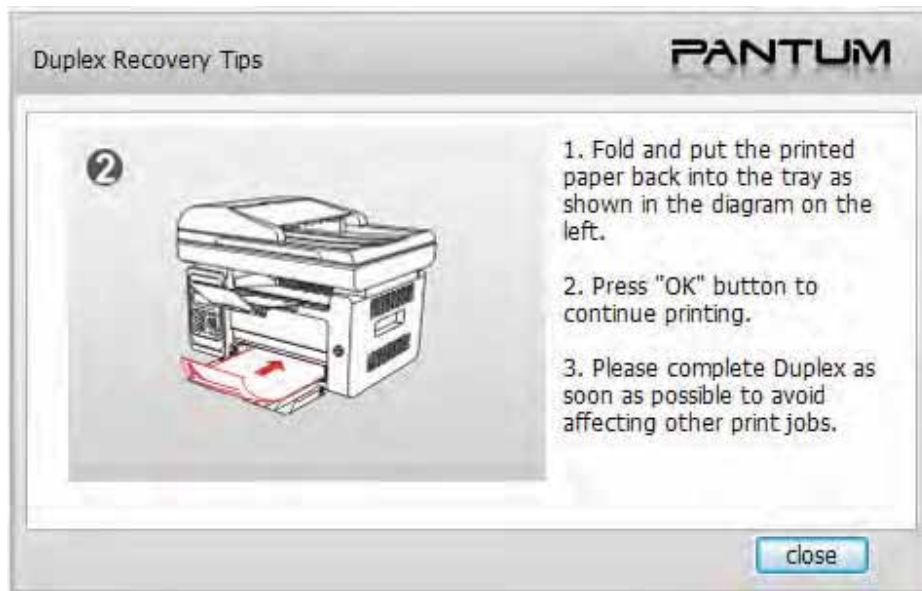 Duplex Recovery Tips
PANTUM
2
1. Fold and put the printed
paper back into the tray as
shown in the diagram on the
left.
2. Press "OK" button to
continue printing.
3. Please complete Duplex as
soon as possible to avoid
affecting other print jobs.
close